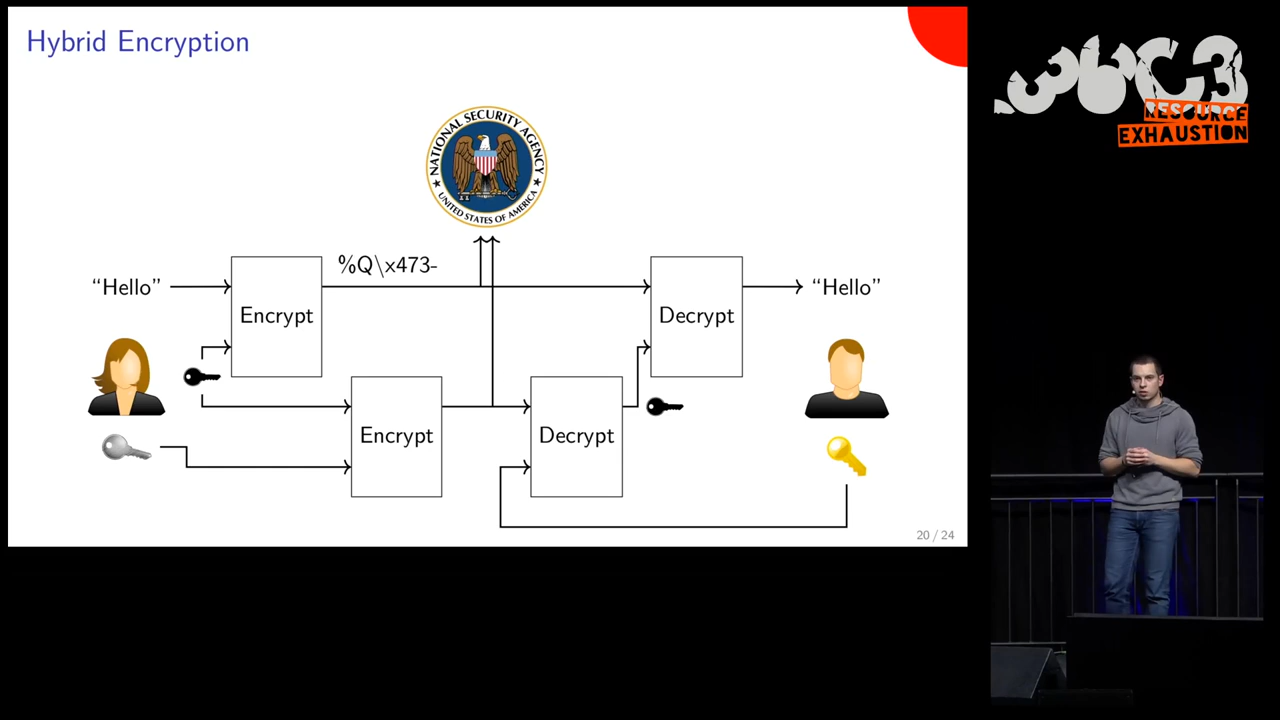 Hybrid Encryption
36C3
RESOURCE
EXHAUSTION
NATIONAL SECURITY AGENCY
UNITED STATES OF AMERICA
%Q\x473-
“Hello”
Encrypt
Decrypt
“Hello”
Encrypt
Decrypt
20 / 24